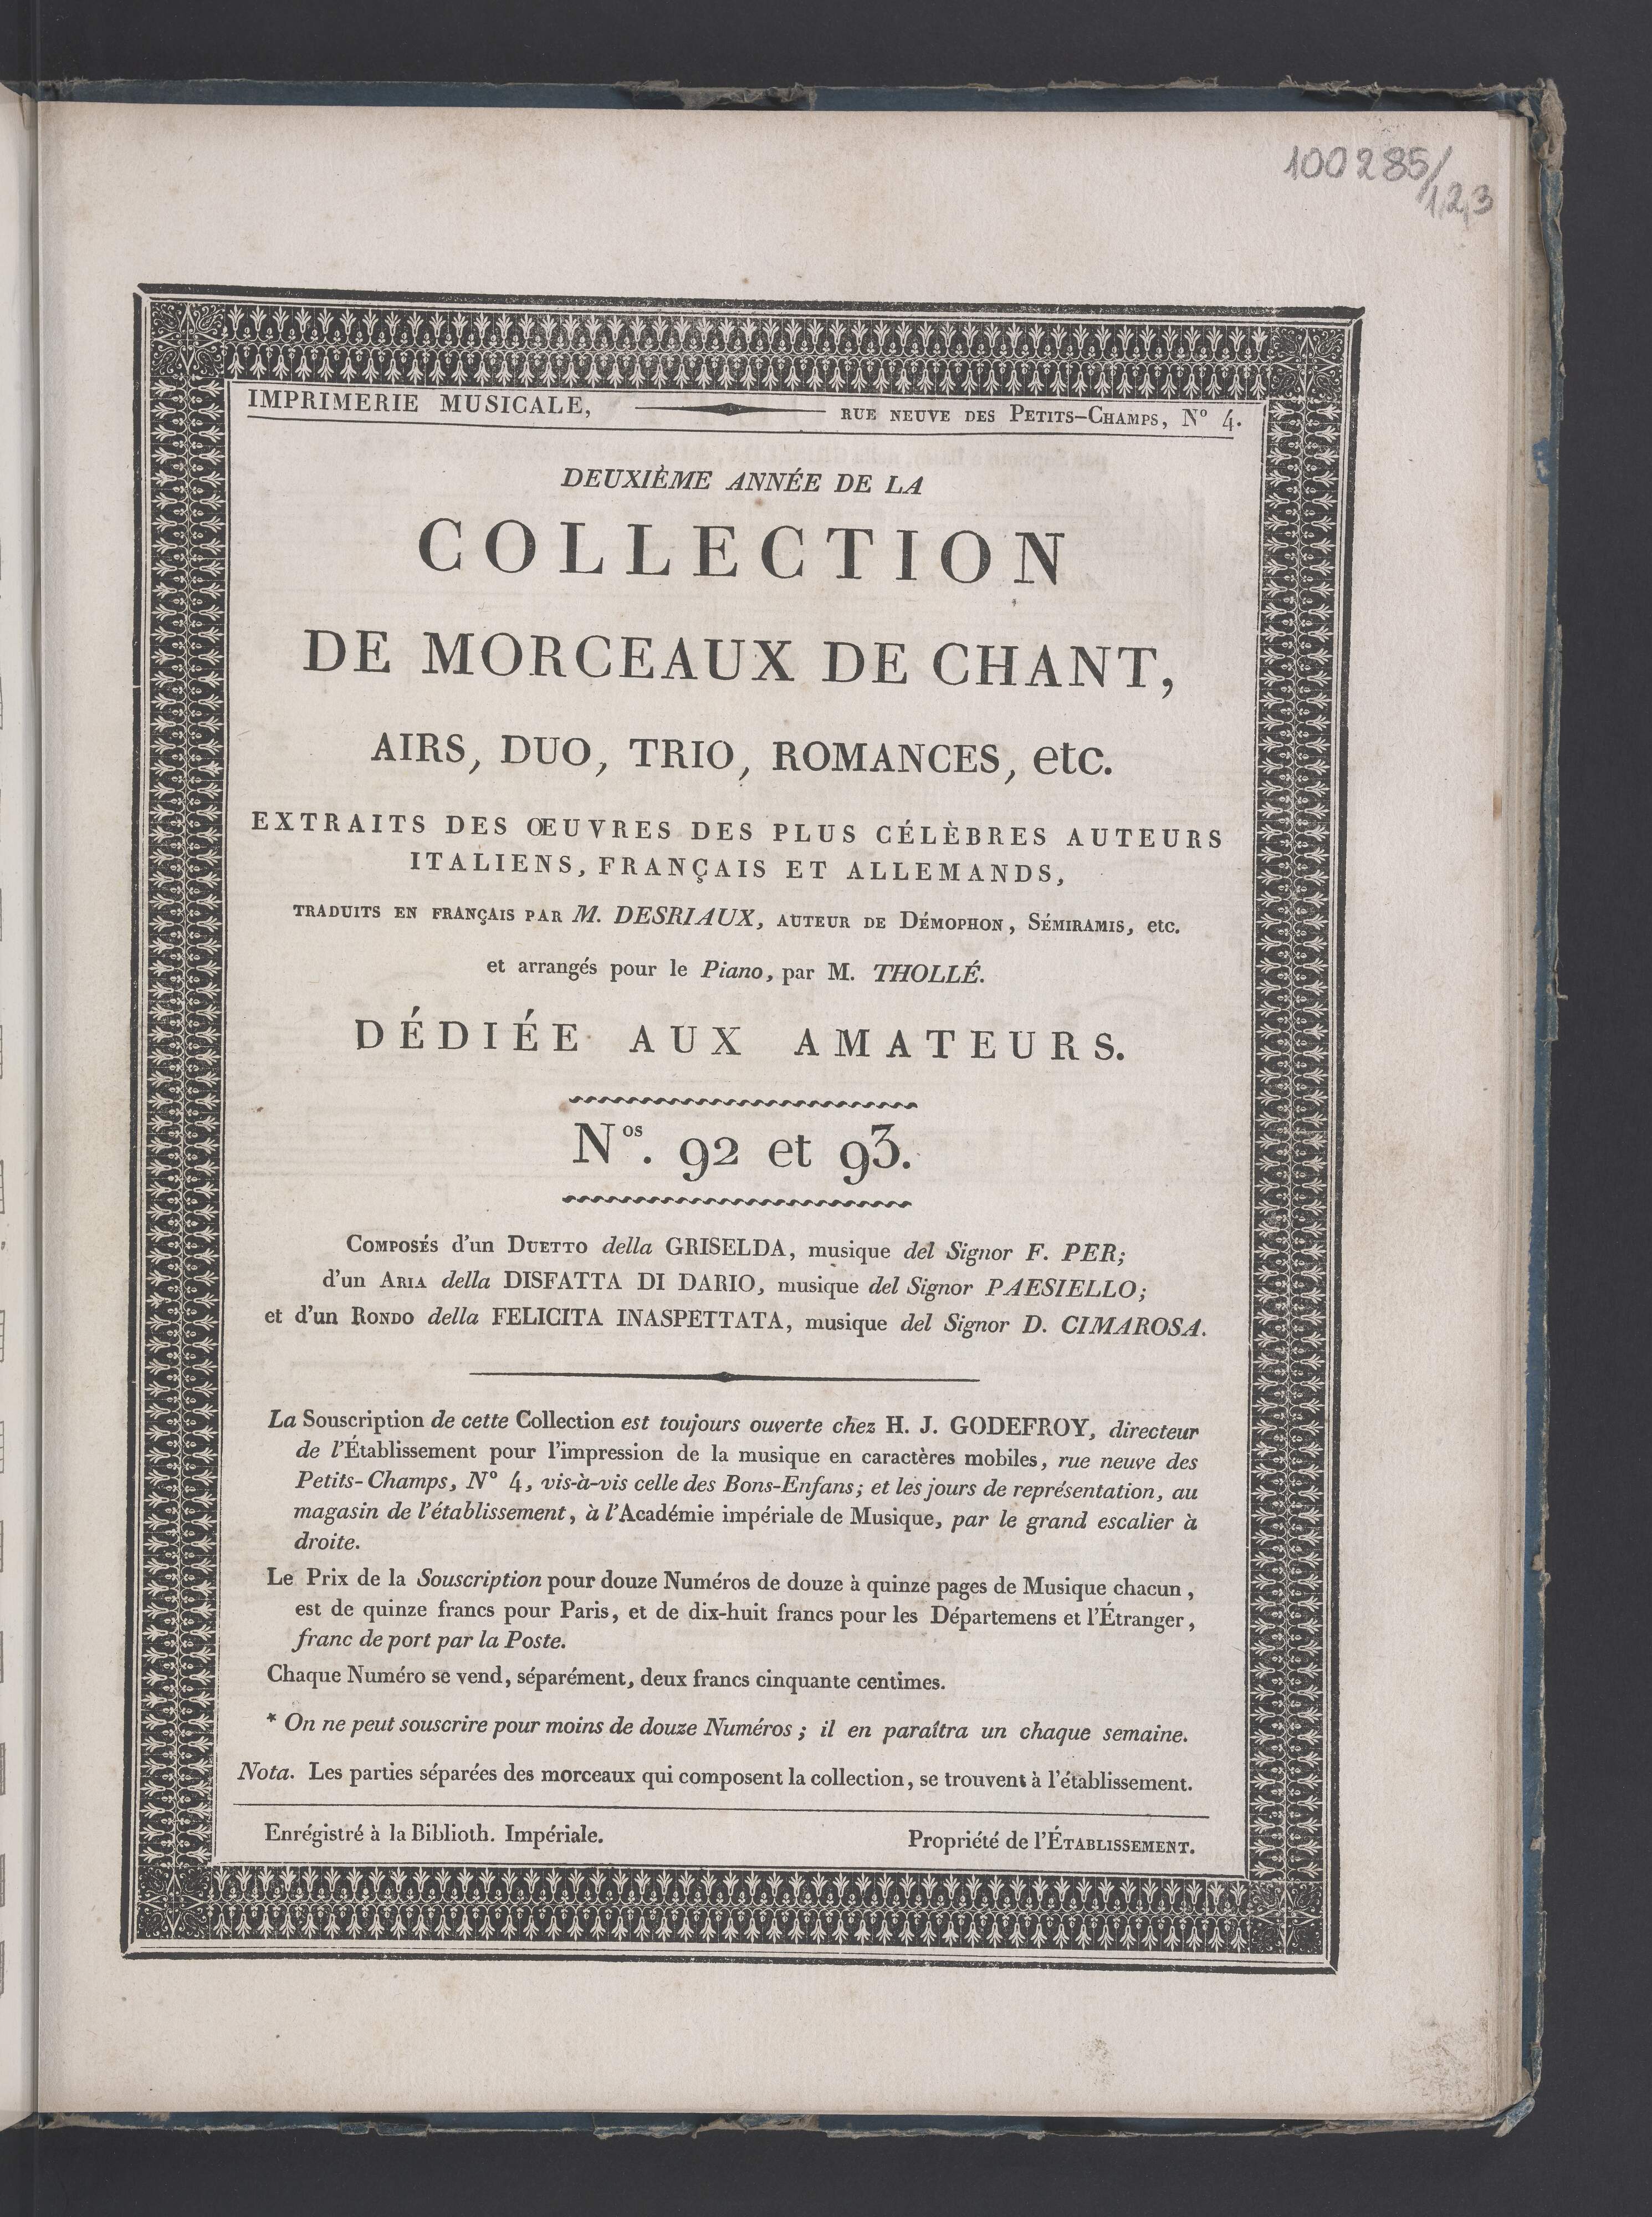 100285/
1,2,3
IMPRIMERIE MUSICALE, RUE NEUVE DES PETITS-CHAMPS, N° 4.
DEUXIÈME ANNÉE DE LA
COLLECTION
DE MORCEAUX DE CHANT,
AIRS, DUO, TRIO, ROMANCES, etc.
EXTRAITS DES ŒUVRES DES PLUS CÉLÈBRES AUTEURS
ITALIENS, FRANÇAIS ET ALLEMANDS,
TRADUITS EN FRANÇAIS PAR M. DESRIAUX, AUTEUR DE DÉMOPHON, SÉMIRAMIS, etc.
et arrangés pour le Piano, par M. THOLLÉ.
DÉDIÉE AUX AMATEURS.
Nos. 92 et 93.
COMPOSÉS d'un DUETTO della GRISELDA, musique del Signor F. PER;
d'un ARIA della DISFATTA DI DARIO, musique del Signor PAESIELLO;
et d'un RONDO della FELICITA INASPETTATA, musique del Signor D. CIMAROSA.
La Souscription de cette Collection est toujours ouverte chez H. J. GODEFROY, directeur
de l'Établissement pour l'impression de la musique en caractères mobiles, rue neuve des
Petits-Champs, N° 4, vis-à-vis celle des Bons-Enfans; et les jours de représentation, au
magasin de l'établissement, à l'Académie impériale de Musique, par le grand escalier à
droite.
Le Prix de la Souscription pour douze Numéros de douze à quinze pages de Musique chacun,
est de quinze francs pour Paris, et de dix-huit francs pour les Départemens et l'Étranger,
franc de port par la Poste.
Chaque Numéro se vend, séparément, deux francs cinquante centimes.
* On ne peut souscrire pour moins de douze Numéros; il en paraîtra un chaque semaine.
Nota. Les parties séparées des morceaux qui composent la collection, se trouvent à l'établissement.
Enrégistré à la Biblioth. Impériale. Propriété de l'ÉTABLISSEMENT.